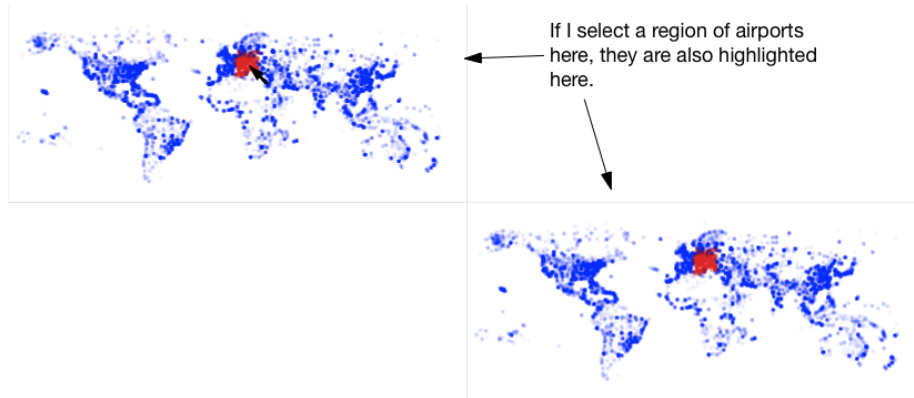 If I select a region of airports
here, they are also highlighted
here.